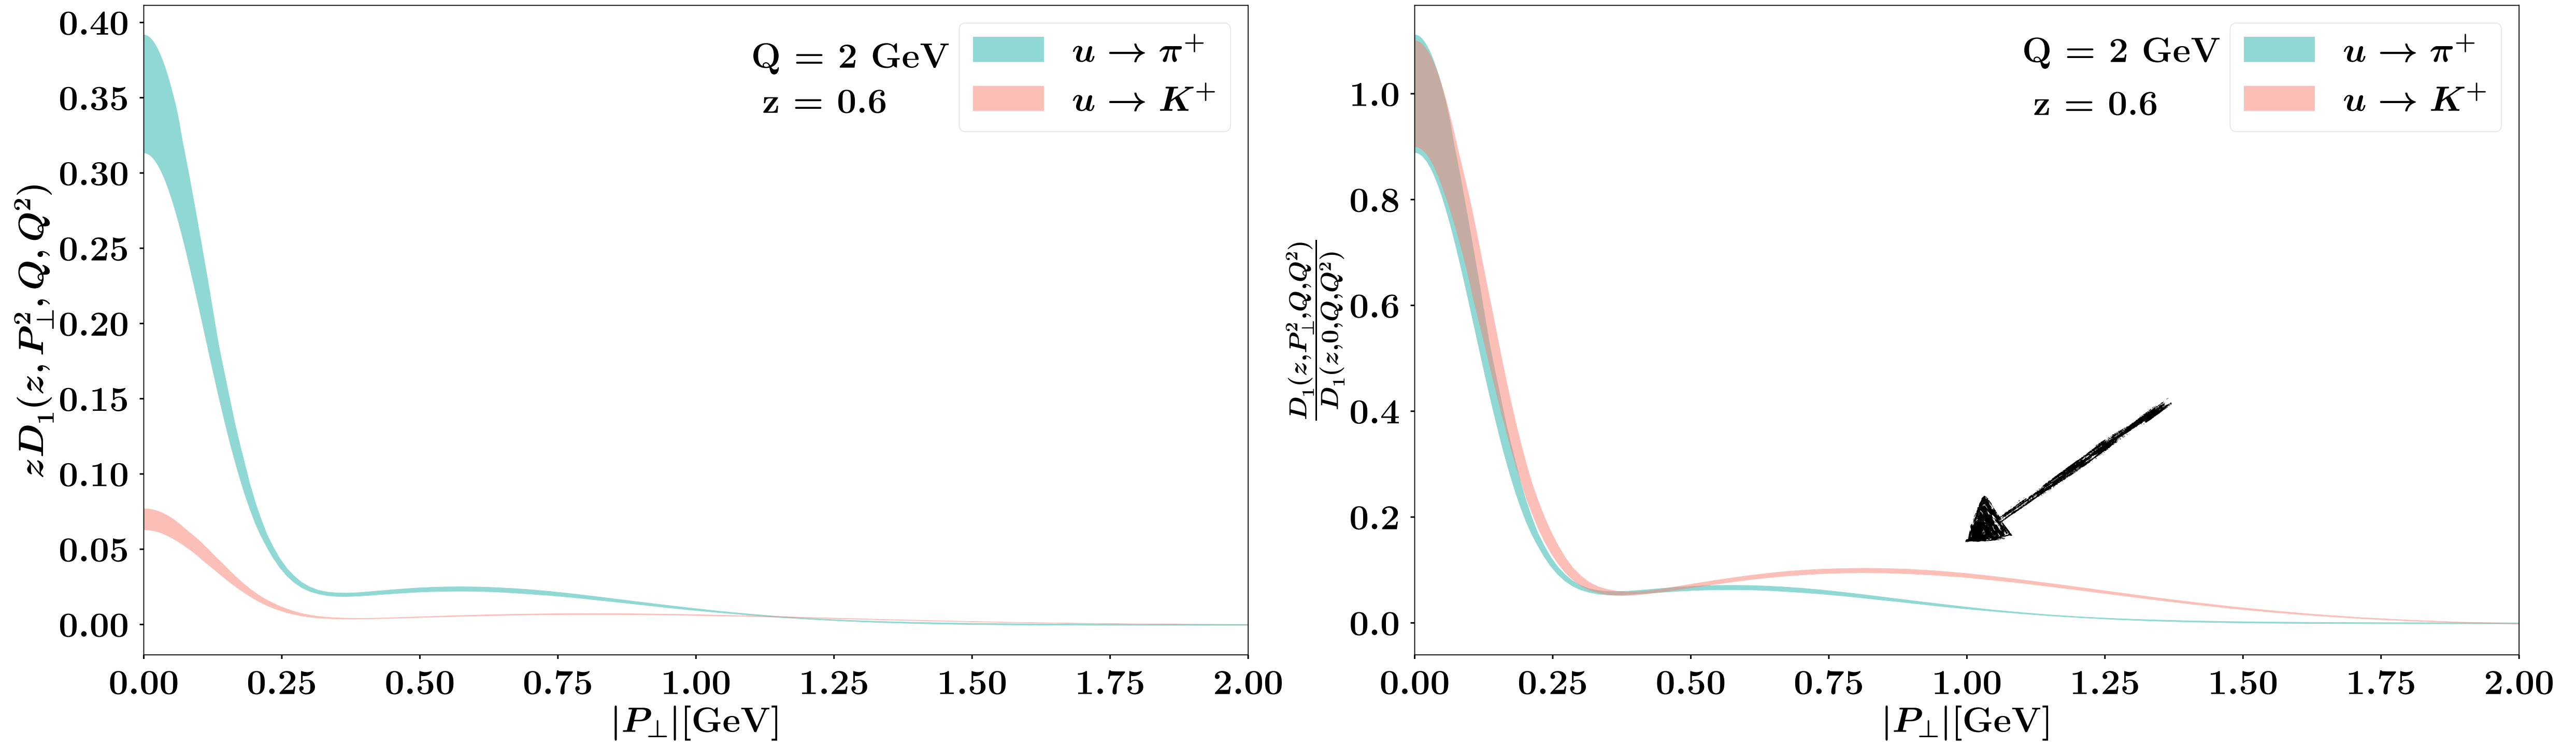 zD₁(z, P²⊥, Q, Q²)
0.40
0.35
0.30
0.25
0.20
0.15
0.10
0.05
0.00
Q = 2 GeV
z = 0.6
u → π⁺
u → K⁺
0.00 0.25 0.50 0.75 1.00 1.25 1.50 1.75 2.00
|P⊥|[GeV]
D₁(z,P²⊥,Q,Q²)
D₁(z,0,Q,Q²)
1.0
0.8
0.6
0.4
0.2
0.0
Q = 2 GeV
z = 0.6
u → π⁺
u → K⁺
0.00 0.25 0.50 0.75 1.00 1.25 1.50 1.75 2.00
|P⊥|[GeV]